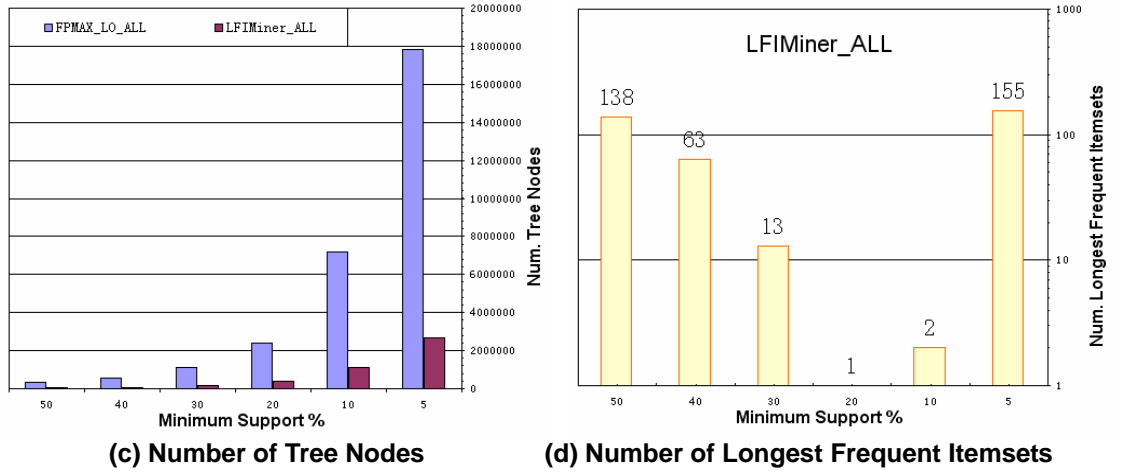 FPMAX_LO_ALL
LFIMiner_ALL
20000000
18000000
16000000
14000000
12000000
10000000
8000000
6000000
4000000
2000000
0
Num. Tree Nodes
50 40 30 20 10 5
Minimum Support %
(c) Number of Tree Nodes
LFIMiner_ALL
138
63
13
1
2
155
1000
100
10
1
Num. Longest Frequent Itemsets
50 40 30 20 10 5
Minimum Support %
(d) Number of Longest Frequent Itemsets